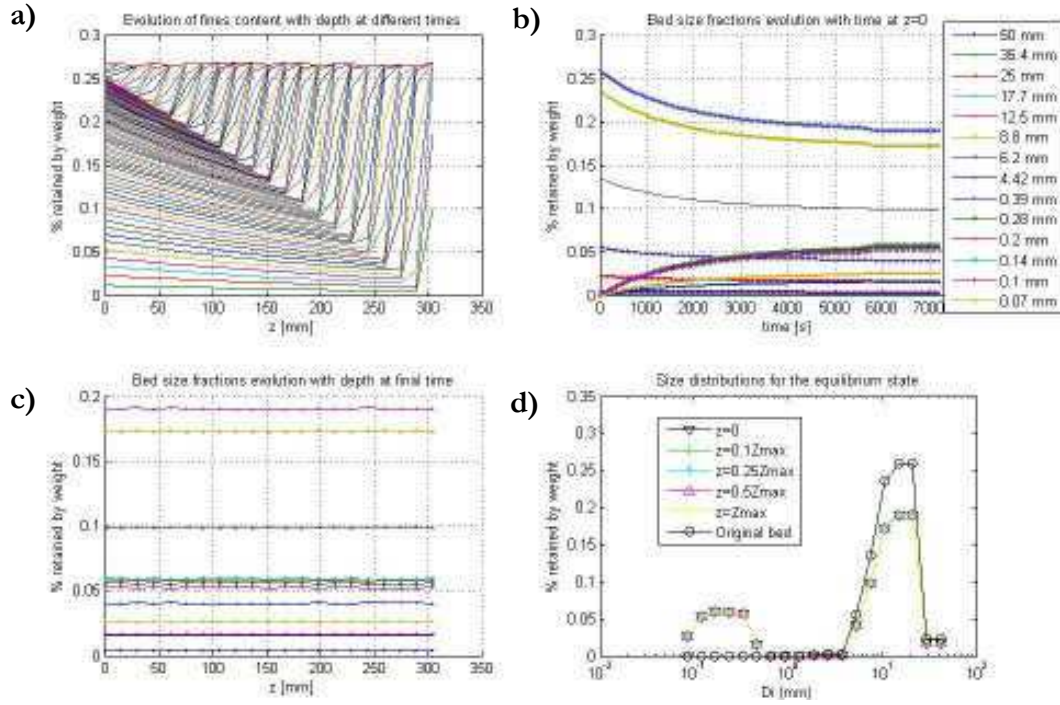 a)
Evolution of fines content with depth at different times
% retained by weight
0.3
0.25
0.2
0.15
0.1
0.05
0
0 50 100 150 200 250 300 350
z [mm]
b)
Bed size fractions evolution with time at z=0
% retained by weight
0.3
0.25
0.2
0.15
0.1
0.05
0
0 1000 2000 3000 4000 5000 6000 7000
time [s]
50 mm
35.4 mm
25 mm
17.7 mm
12.5 mm
8.8 mm
6.2 mm
4.42 mm
0.39 mm
0.28 mm
0.2 mm
0.14 mm
0.1 mm
0.07 mm
c)
Bed size fractions evolution with depth at final time
% retained by weight
0.2
0.15
0.1
0.05
0
0 50 100 150 200 250 300 350
z [mm]
d)
Size distributions for the equilibrium state
% retained by weight
0.35
0.3
0.25
0.2
0.15
0.1
0.05
0
z=0
z=0.1Zmax
z=0.25Zmax
z=0.5Zmax
z=Zmax
Original bed
Di [mm]